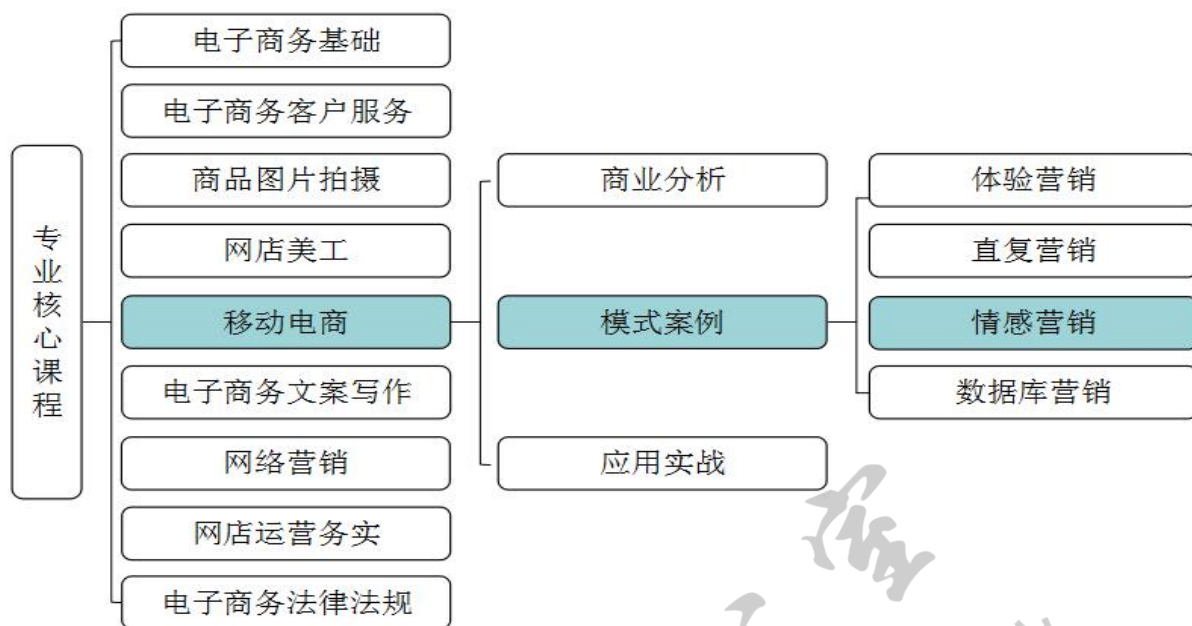 专业核心课程
电子商务基础
电子商务客户服务
商品图片拍摄
网店美工
移动电商
电子商务文案写作
网络营销
网店运营务实
电子商务法律法规
商业分析
模式案例
应用实战
体验营销
直复营销
情感营销
数据库营销